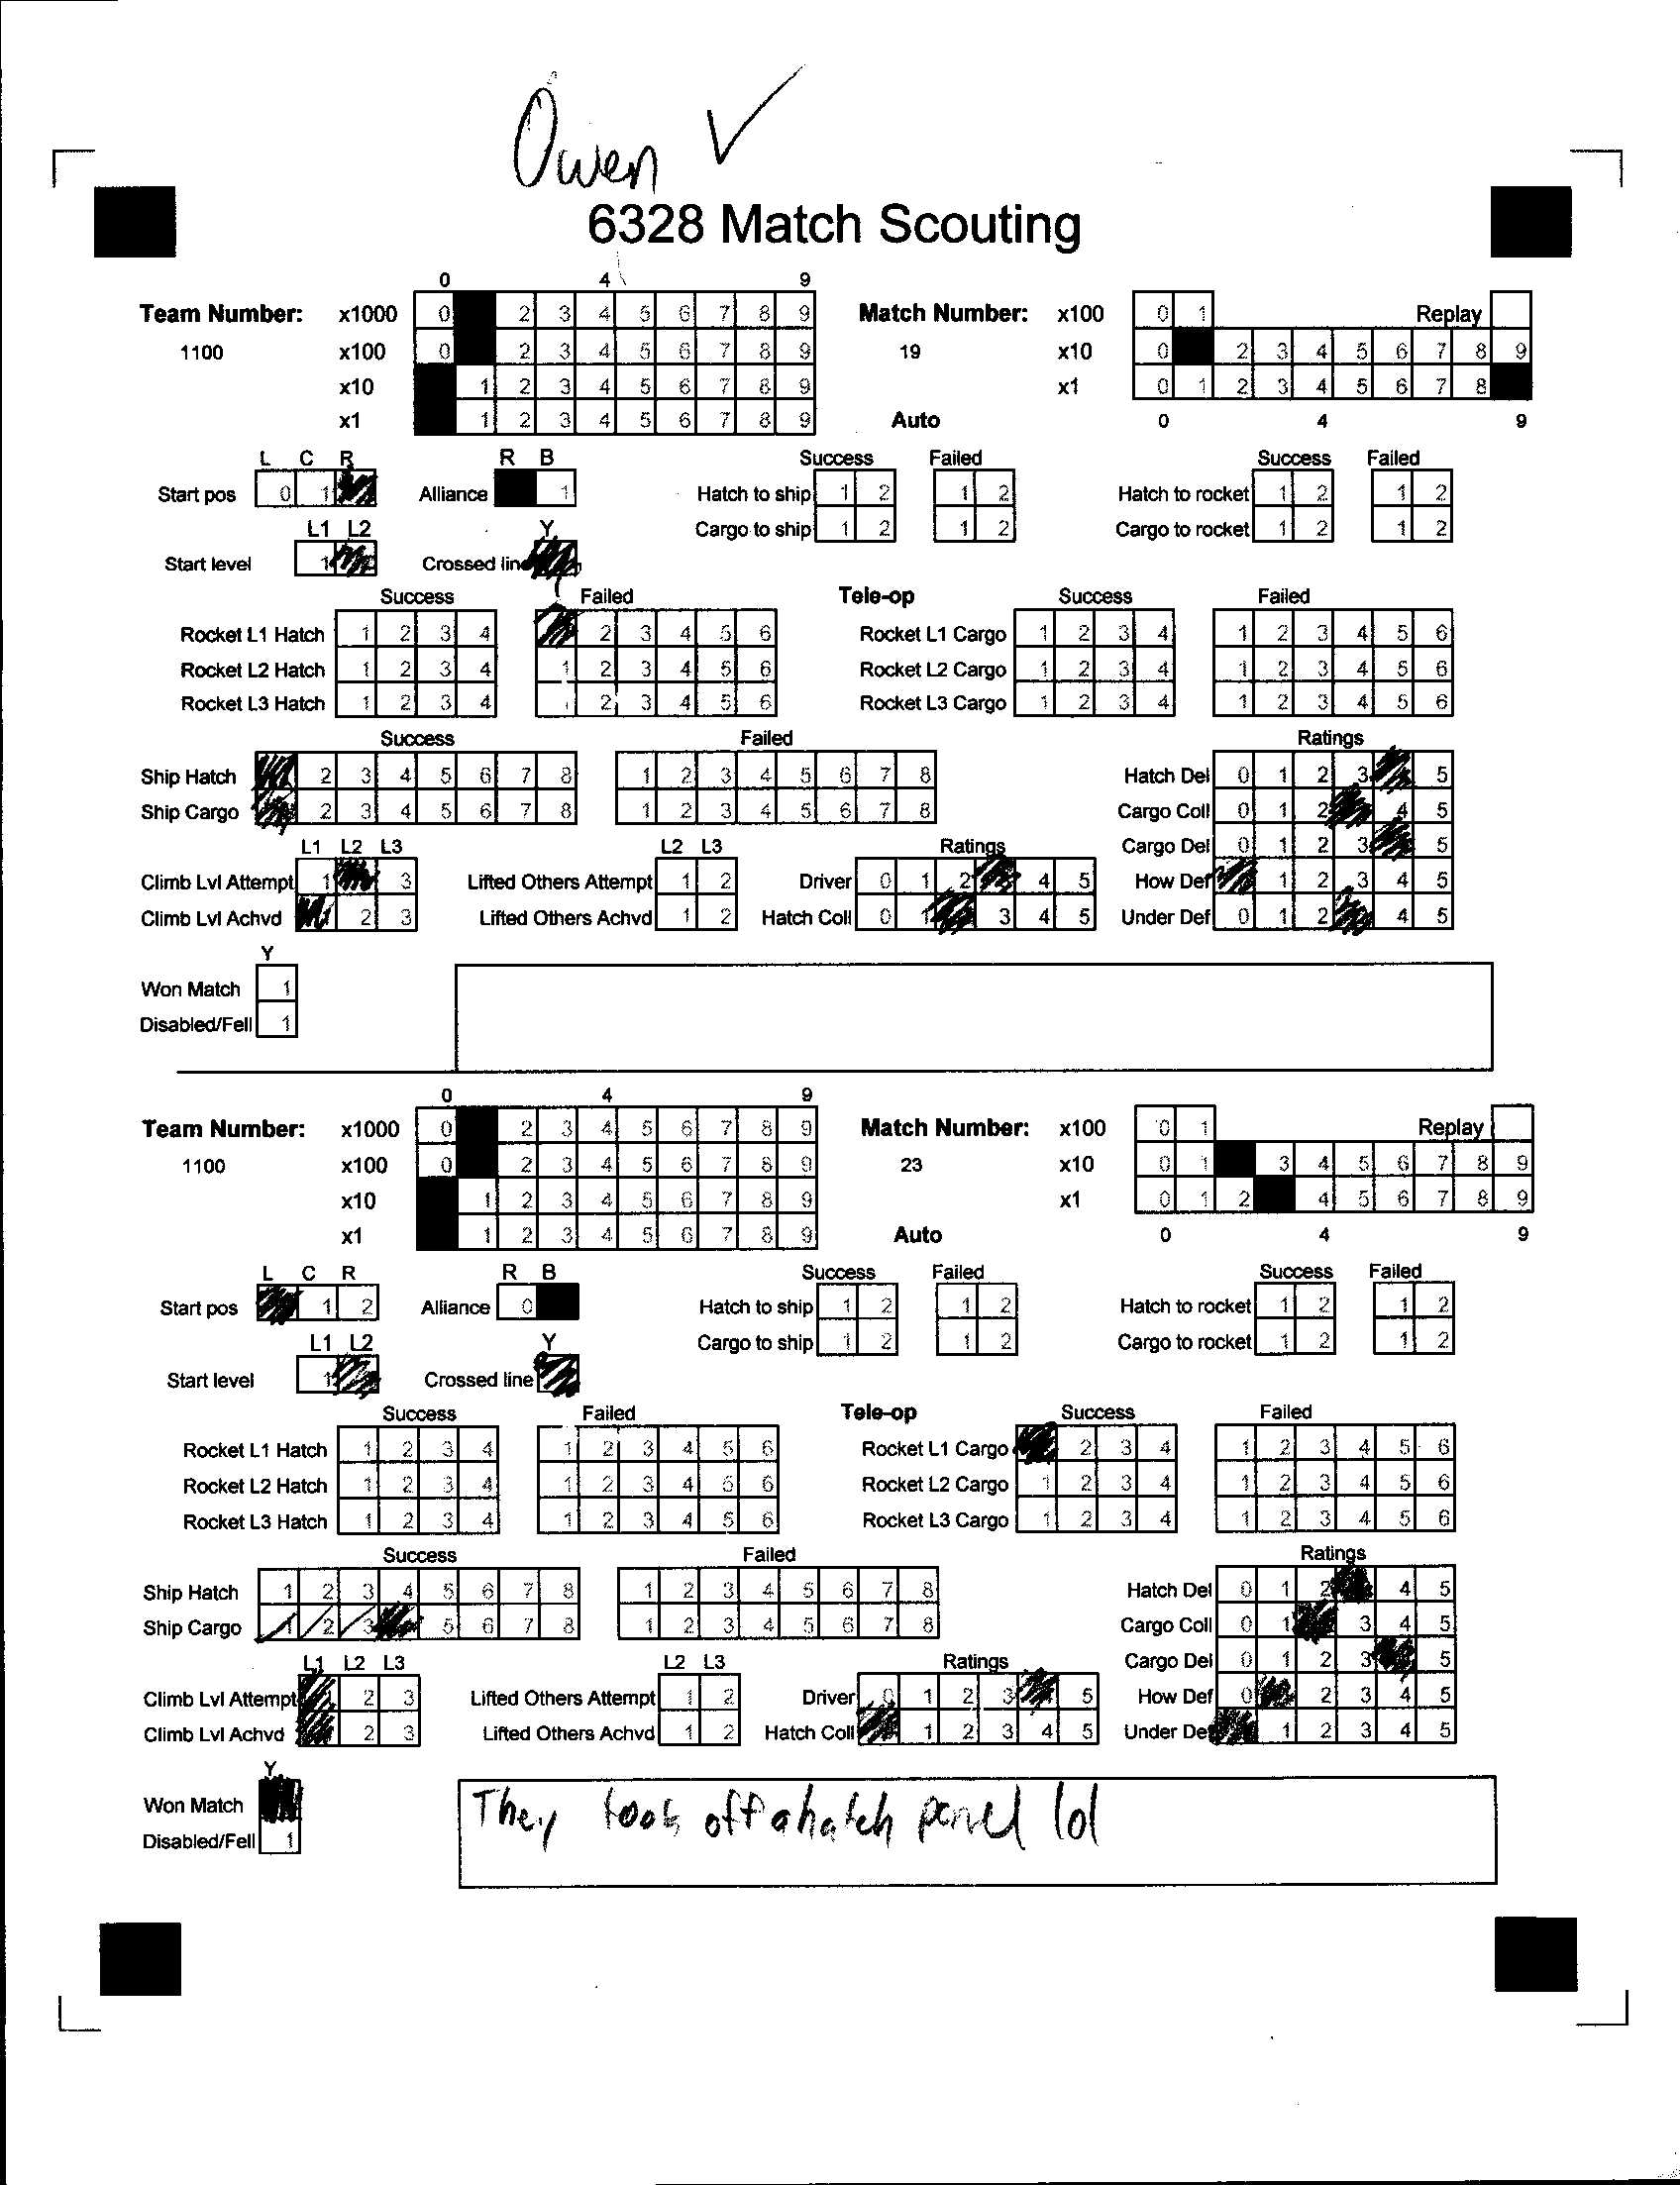 Owen ✓
6328 Match Scouting
0 4 9
Team Number: x1000 0 2 3 4 5 6 7 8 9 Match Number: x100 0 1 Replay
1100 x100 0 2 3 4 5 6 7 8 9 19 x10 0 2 3 4 5 6 7 8 9
x10 1 2 3 4 5 6 7 8 9 x1 0 1 2 3 4 5 6 7 8
x1 1 2 3 4 5 6 7 8 9 Auto 0 4 9
L C R R B Success Failed Success Failed
Start pos 0 1 Alliance 1 Hatch to ship 1 2 1 2 Hatch to rocket 1 2 1 2
L1 L2 Y Cargo to ship 1 2 1 2 Cargo to rocket 1 2 1 2
Start level 1 Crossed line
Success Failed Tele-op Success Failed
Rocket L1 Hatch 1 2 3 4 2 3 4 5 6 Rocket L1 Cargo 1 2 3 4 1 2 3 4 5 6
Rocket L2 Hatch 1 2 3 4 1 2 3 4 5 6 Rocket L2 Cargo 1 2 3 4 1 2 3 4 5 6
Rocket L3 Hatch 1 2 3 4 1 2 3 4 5 6 Rocket L3 Cargo 1 2 3 4 1 2 3 4 5 6
Success Failed Ratings
Ship Hatch 2 3 4 5 6 7 8 1 2 3 4 5 6 7 8 Hatch Del 0 1 2 3 5
Ship Cargo 2 3 4 5 6 7 8 1 2 3 4 5 6 7 8 Cargo Coll 0 1 2 4 5
L1 L2 L3 L2 L3 Ratings Cargo Del 0 1 2 3 5
Climb Lvl Attempt 1 3 Lifted Others Attempt 1 2 Driver 0 1 2 4 5 How Def 1 2 3 4 5
Climb Lvl Achvd 2 3 Lifted Others Achvd 1 2 Hatch Coll 0 1 3 4 5 Under Def 0 1 2 4 5
Y
Won Match 1
Disabled/Fell 1
0 4 9
Team Number: x1000 0 2 3 4 5 6 7 8 9 Match Number: x100 0 1 Replay
1100 x100 0 2 3 4 5 6 7 8 9 23 x10 0 1 3 4 5 6 7 8 9
x10 1 2 3 4 5 6 7 8 9 x1 0 1 2 4 5 6 7 8 9
x1 1 2 3 4 5 6 7 8 9 Auto 0 4 9
L C R R B Success Failed Success Failed
Start pos 1 2 Alliance 0 Hatch to ship 1 2 1 2 Hatch to rocket 1 2 1 2
L1 L2 Y Cargo to ship 1 2 1 2 Cargo to rocket 1 2 1 2
Start level 1 Crossed line
Success Failed Tele-op Success Failed
Rocket L1 Hatch 1 2 3 4 1 2 3 4 5 6 Rocket L1 Cargo 2 3 4 1 2 3 4 5 6
Rocket L2 Hatch 1 2 3 4 1 2 3 4 5 6 Rocket L2 Cargo 1 2 3 4 1 2 3 4 5 6
Rocket L3 Hatch 1 2 3 4 1 2 3 4 5 6 Rocket L3 Cargo 1 2 3 4 1 2 3 4 5 6
Success Failed Ratings
Ship Hatch 1 2 3 4 5 6 7 8 1 2 3 4 5 6 7 8 Hatch Del 0 1 2 4 5
Ship Cargo 1 2 3 5 6 7 8 1 2 3 4 5 6 7 8 Cargo Coll 0 1 3 4 5
L1 L2 L3 L2 L3 Ratings Cargo Del 0 1 2 3 5
Climb Lvl Attempt 2 3 Lifted Others Attempt 1 2 Driver 0 1 2 3 5 How Def 0 2 3 4 5
Climb Lvl Achvd 2 3 Lifted Others Achvd 1 2 Hatch Coll 1 2 3 4 5 Under Def 1 2 3 4 5
Y
Won Match
Disabled/Fell 1
They took off a hatch panel lol